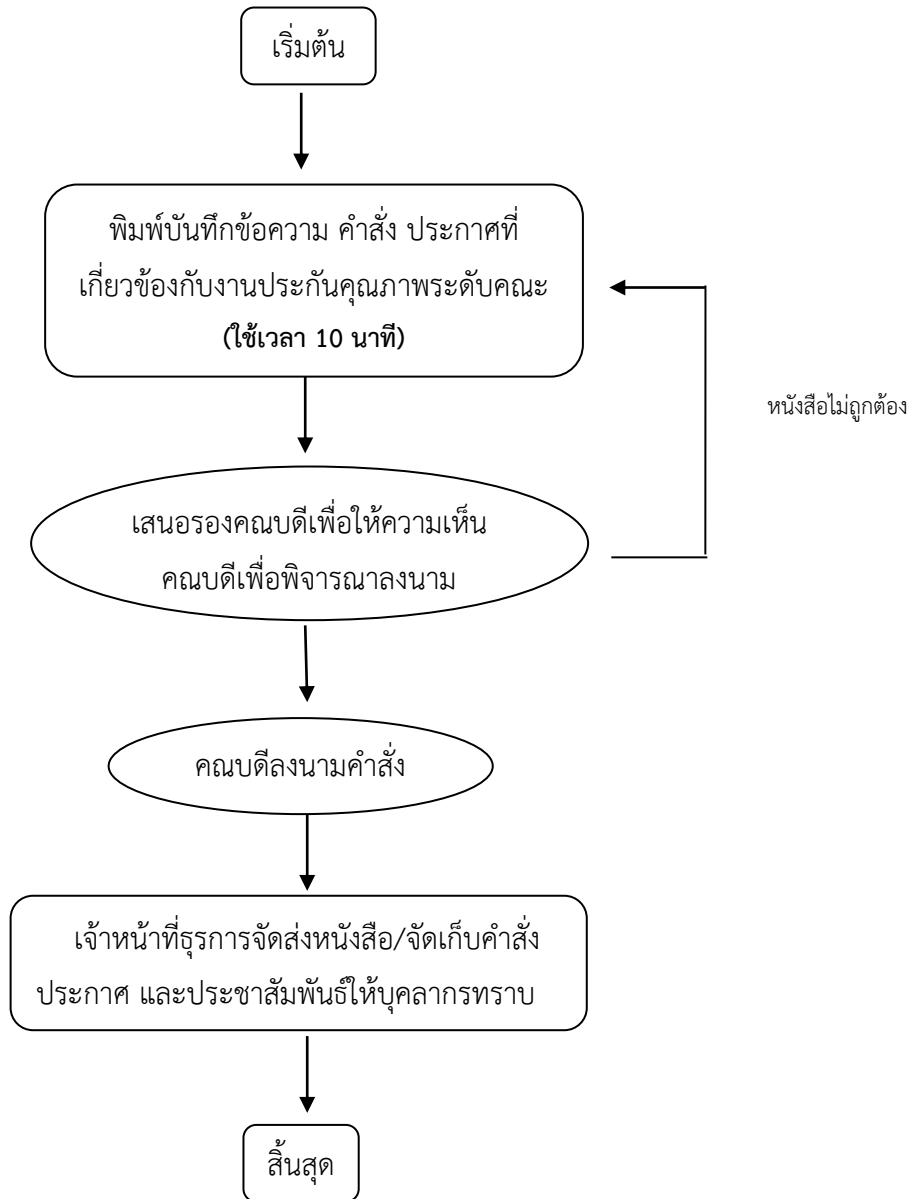 เริ่มต้น
พิมพ์บันทึกข้อความ คำสั่ง ประกาศที่
เกี่ยวข้องกับงานประกันคุณภาพระดับคณะ
(ใช้เวลา 10 นาที)
หนังสือไม่ถูกต้อง
เสนอรองคณบดีเพื่อให้ความเห็น
คณบดีเพื่อพิจารณาลงนาม
คณบดีลงนามคำสั่ง
เจ้าหน้าที่ธุรการจัดส่งหนังสือ/จัดเก็บคำสั่ง
ประกาศ และประชาสัมพันธ์ให้บุคลากรทราบ
สิ้นสุด